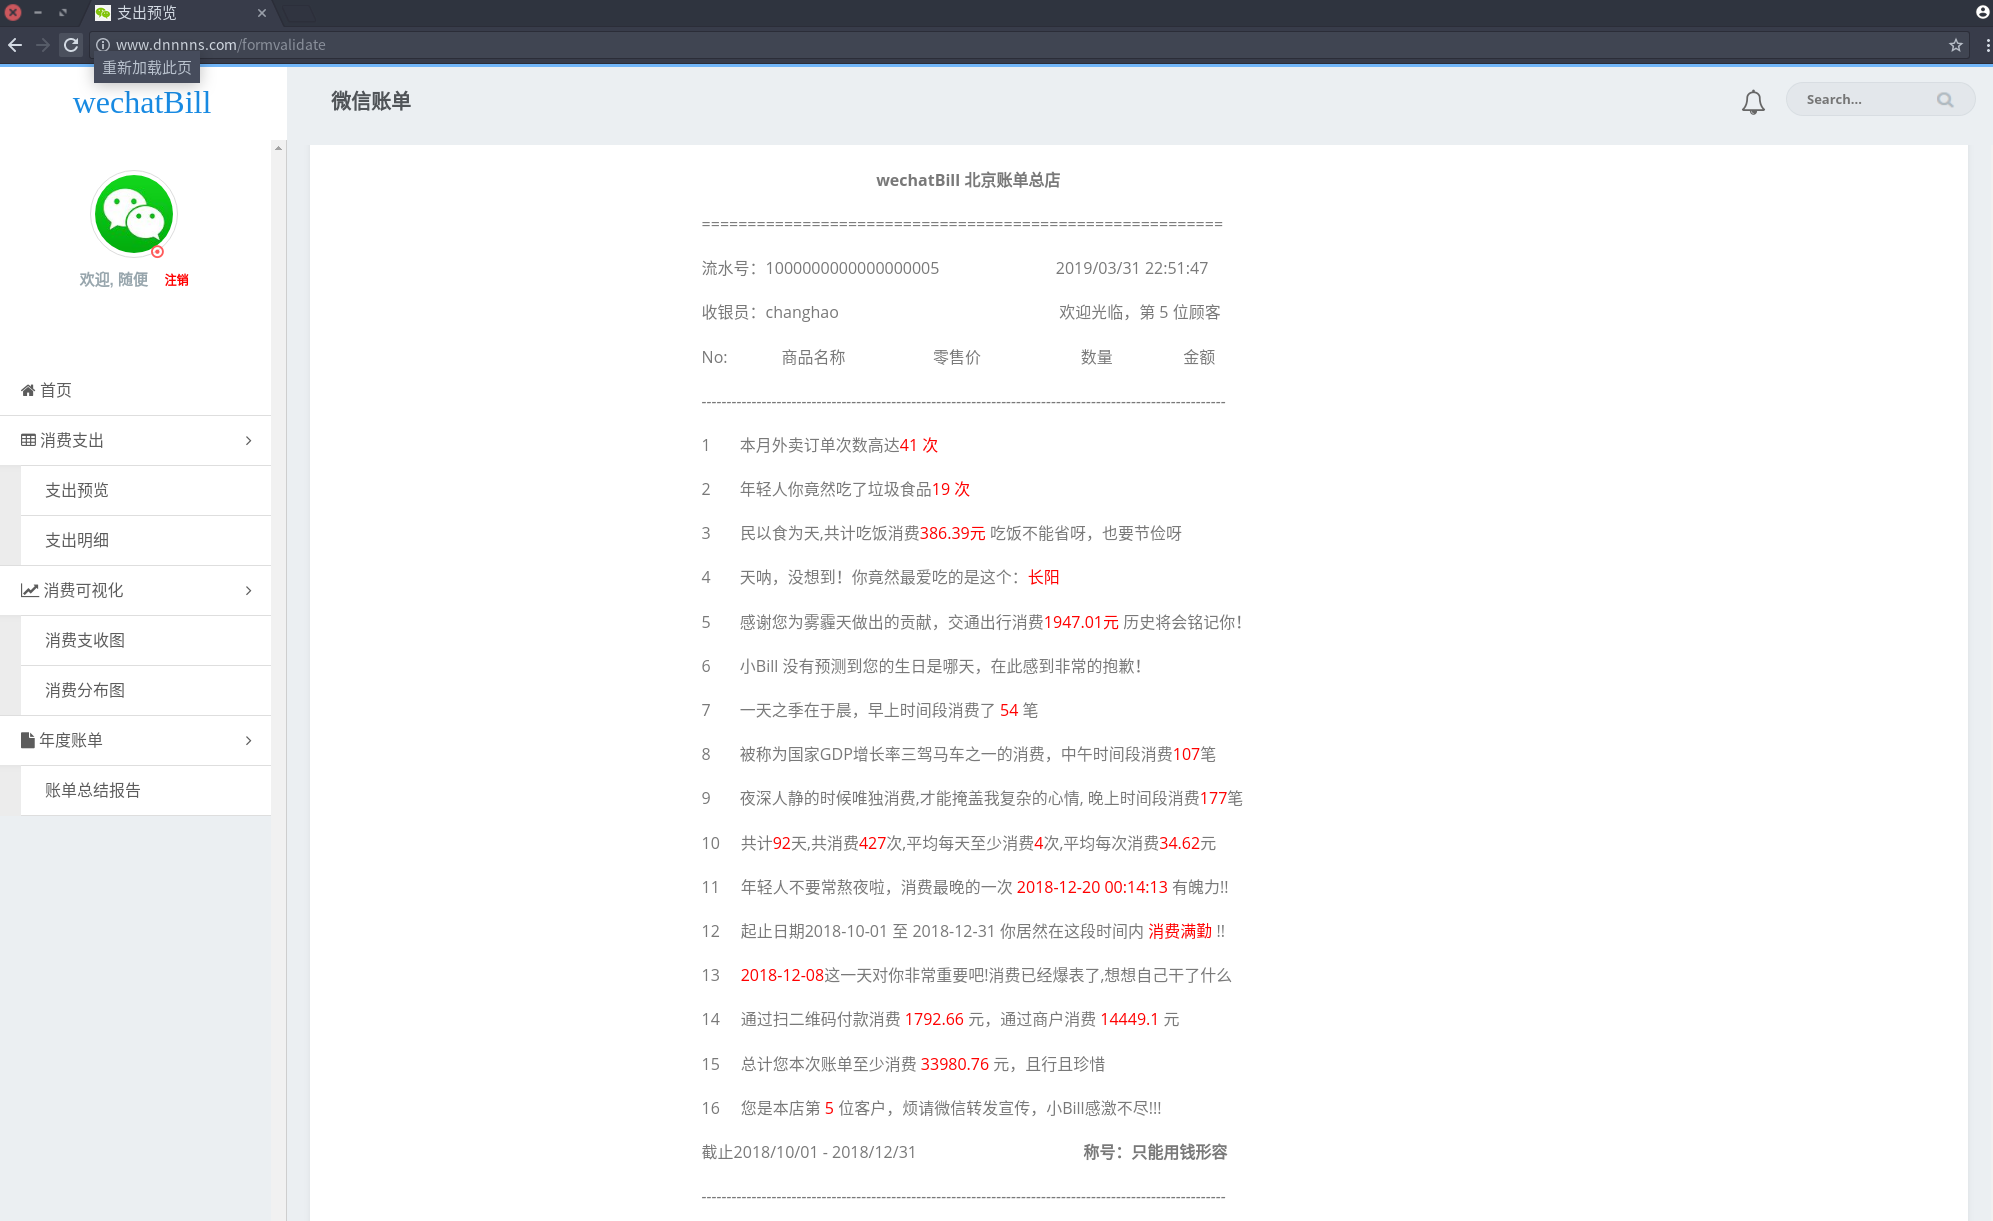 支出预览
www.dnnnns.com/formvalidate
重新加载此页
wechatBill
微信账单
Search...
欢迎, 随便 注销
首页
消费支出
支出预览
支出明细
消费可视化
消费支收图
消费分布图
年度账单
账单总结报告
wechatBill 北京账单总店
=========================================================
流水号：1000000000000000005 2019/03/31 22:51:47
收银员：changhao 欢迎光临，第 5 位顾客
No: 商品名称 零售价 数量 金额
---------------------------------------------------------------------------------------------------------
1 本月外卖订单次数高达41 次
2 年轻人你竟然吃了垃圾食品19 次
3 民以食为天,共计吃饭消费386.39元 吃饭不能省呀，也要节俭呀
4 天呐，没想到！你竟然最爱吃的是这个：长阳
5 感谢您为雾霾天做出的贡献，交通出行消费1947.01元 历史将会铭记你！
6 小Bill 没有预测到您的生日是哪天，在此感到非常的抱歉！
7 一天之季在于晨，早上时间段消费了 54 笔
8 被称为国家GDP增长率三驾马车之一的消费，中午时间段消费107笔
9 夜深人静的时候唯独消费,才能掩盖我复杂的心情, 晚上时间段消费177笔
10 共计92天,共消费427次,平均每天至少消费4次,平均每次消费34.62元
11 年轻人不要常熬夜啦，消费最晚的一次 2018-12-20 00:14:13 有魄力!!
12 起止日期2018-10-01 至 2018-12-31 你居然在这段时间内 消费满勤 !!
13 2018-12-08这一天对你非常重要吧!消费已经爆表了,想想自己干了什么
14 通过扫二维码付款消费 1792.66 元，通过商户消费 14449.1 元
15 总计您本次账单至少消费 33980.76 元，且行且珍惜
16 您是本店第 5 位客户，烦请微信转发宣传，小Bill感激不尽!!!
截止2018/10/01 - 2018/12/31 称号：只能用钱形容
---------------------------------------------------------------------------------------------------------